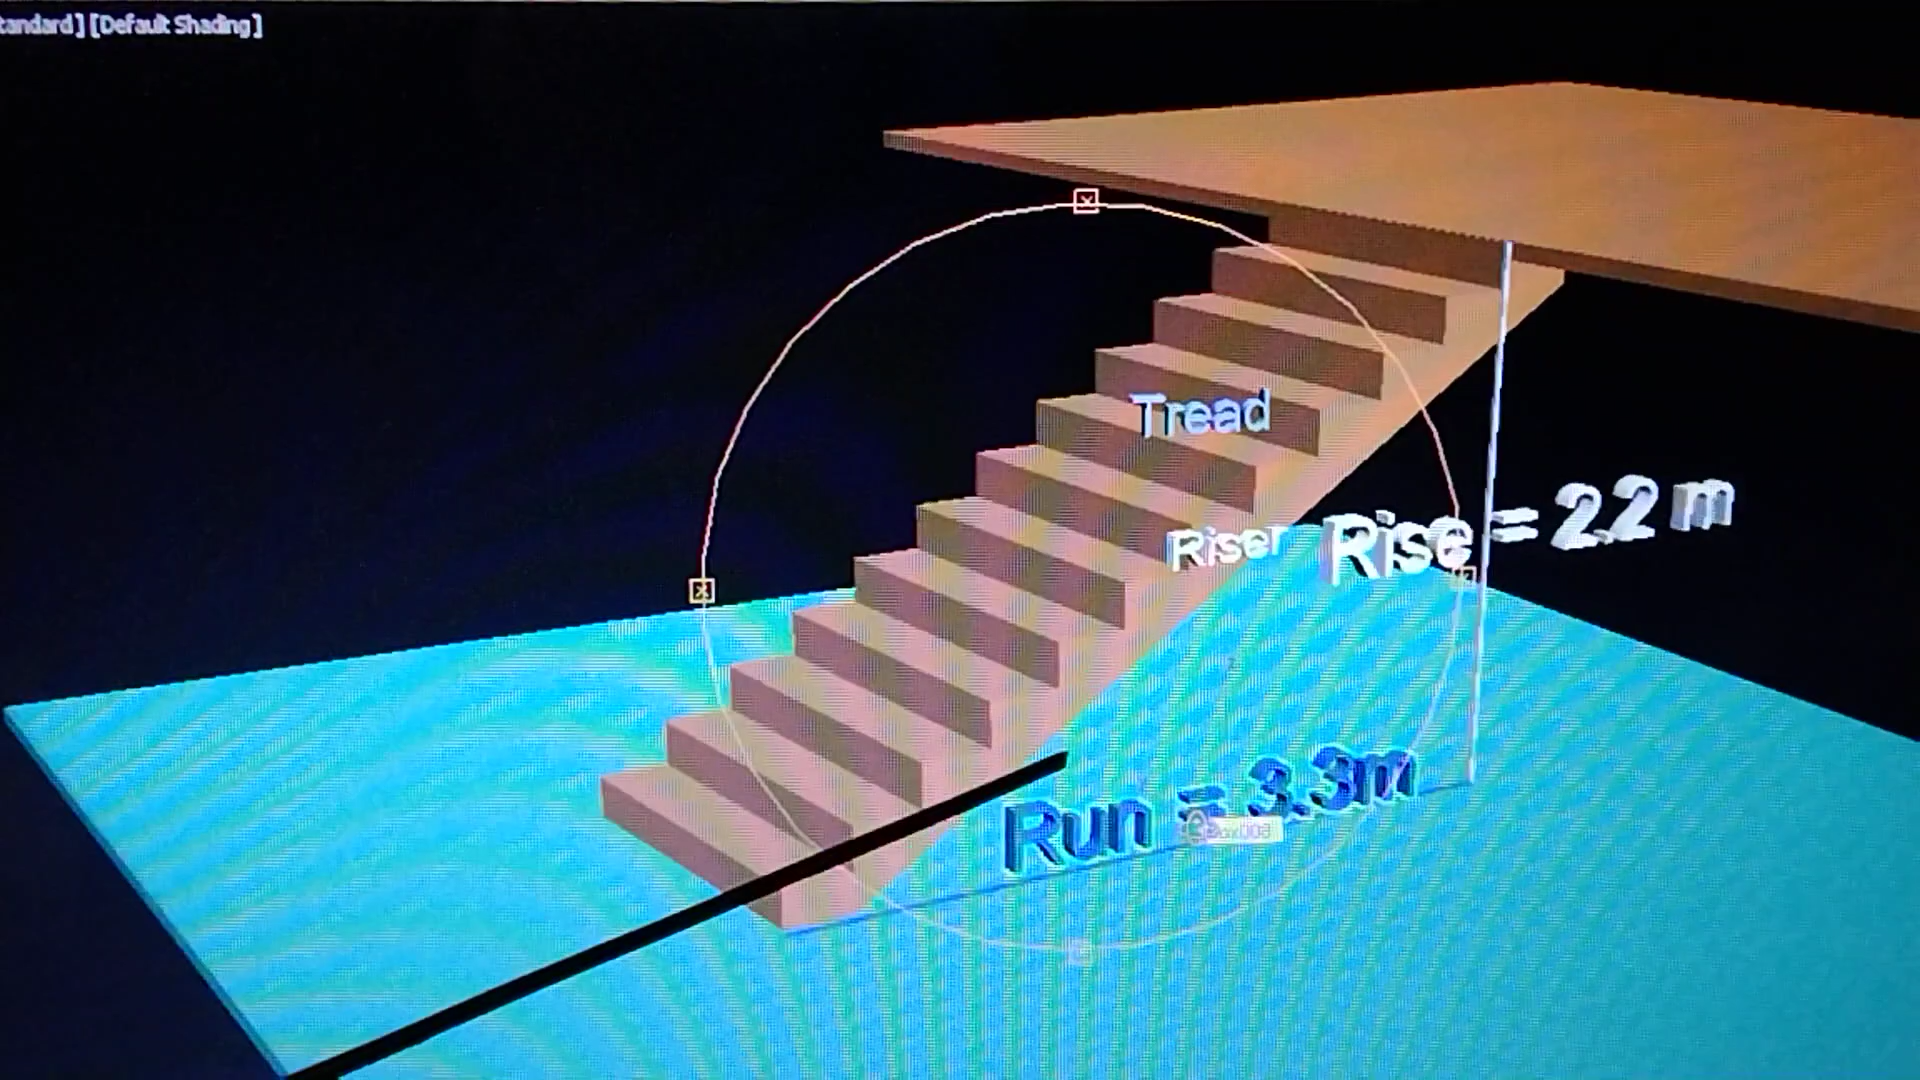 tandard] [Default Shading]
Tread
Riser
Rise = 2.2 m
Run = 3.3m